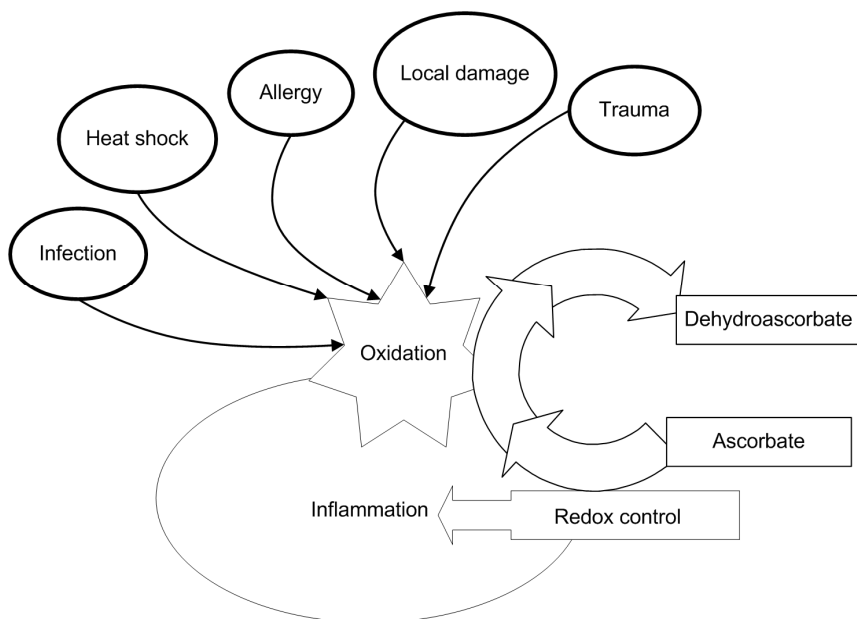 Local damage
Allergy
Trauma
Heat shock
Infection
Dehydroascorbate
Oxidation
Ascorbate
Inflammation
Redox control